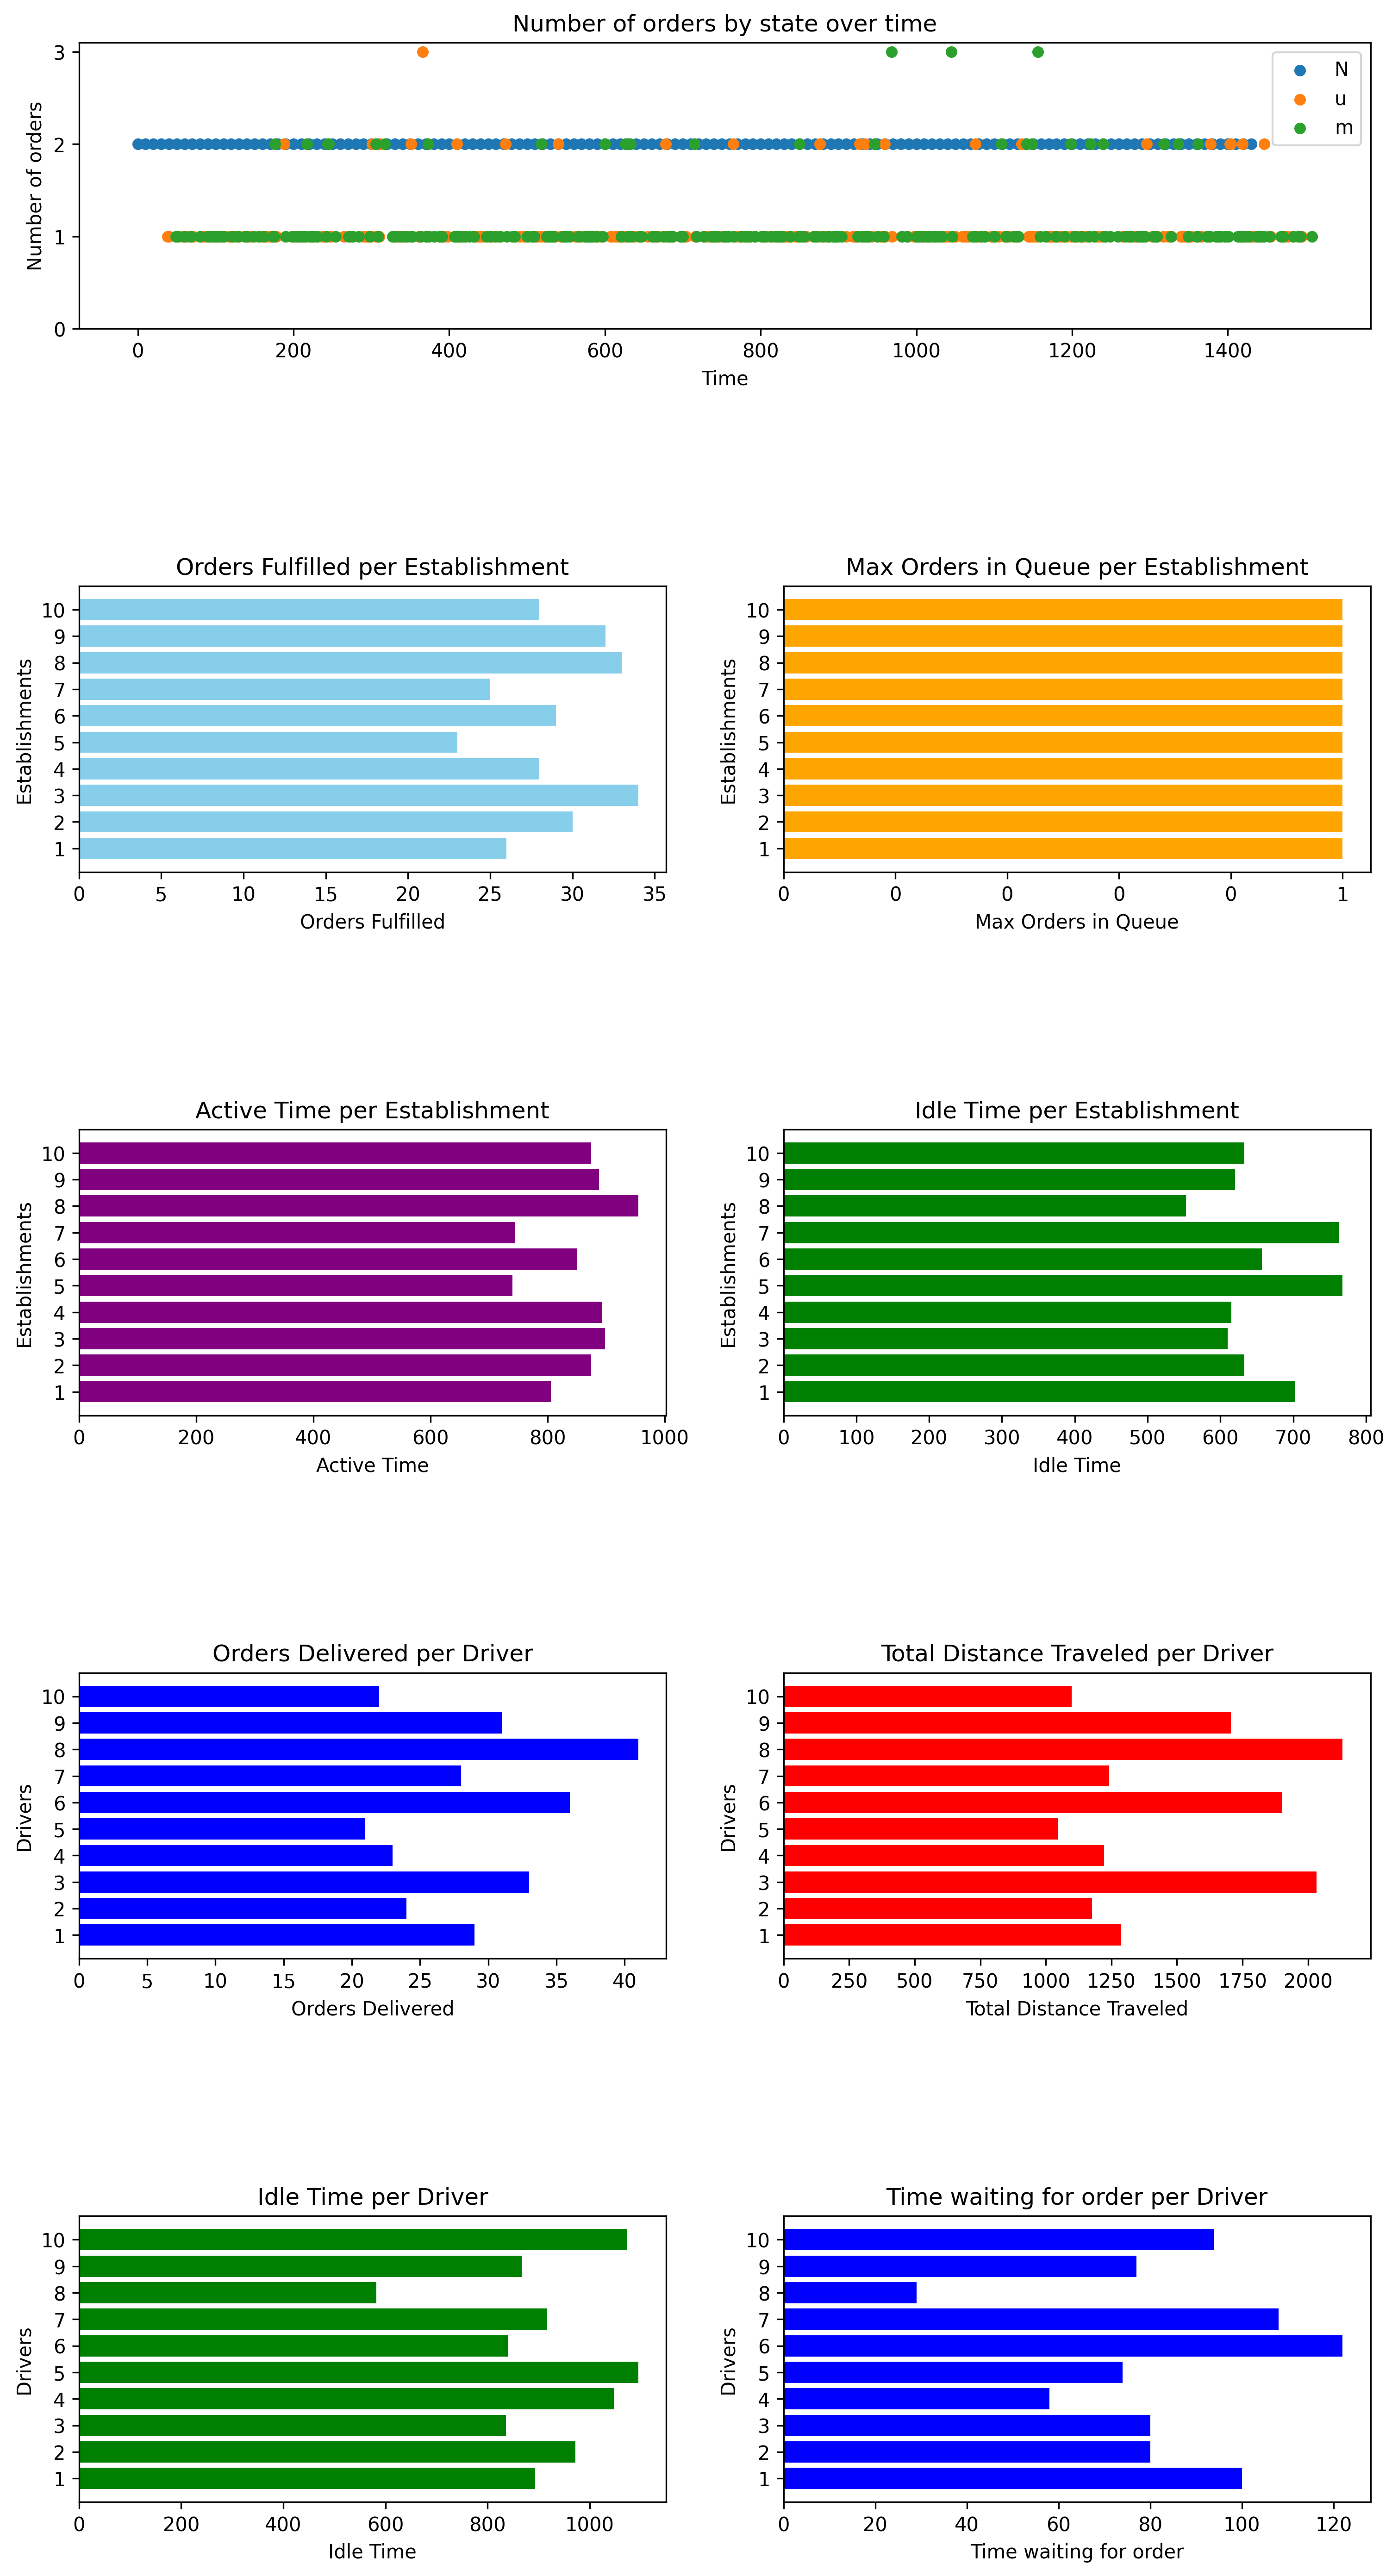 Number of orders by state over time
Number of orders
3
2
1
0
N
u
m
0 200 400 600 800 1000 1200 1400
Time
Orders Fulfilled per Establishment
Establishments
10
9
8
7
6
5
4
3
2
1
0 5 10 15 20 25 30 35
Orders Fulfilled
Max Orders in Queue per Establishment
Establishments
10
9
8
7
6
5
4
3
2
1
0 0 0 0 0 1
Max Orders in Queue
Active Time per Establishment
Establishments
10
9
8
7
6
5
4
3
2
1
0 200 400 600 800 1000
Active Time
Idle Time per Establishment
Establishments
10
9
8
7
6
5
4
3
2
1
0 100 200 300 400 500 600 700 800
Idle Time
Orders Delivered per Driver
Drivers
10
9
8
7
6
5
4
3
2
1
0 5 10 15 20 25 30 35 40
Orders Delivered
Total Distance Traveled per Driver
Drivers
10
9
8
7
6
5
4
3
2
1
0 250 500 750 1000 1250 1500 1750 2000
Total Distance Traveled
Idle Time per Driver
Drivers
10
9
8
7
6
5
4
3
2
1
0 200 400 600 800 1000
Idle Time
Time waiting for order per Driver
Drivers
10
9
8
7
6
5
4
3
2
1
0 20 40 60 80 100 120
Time waiting for order